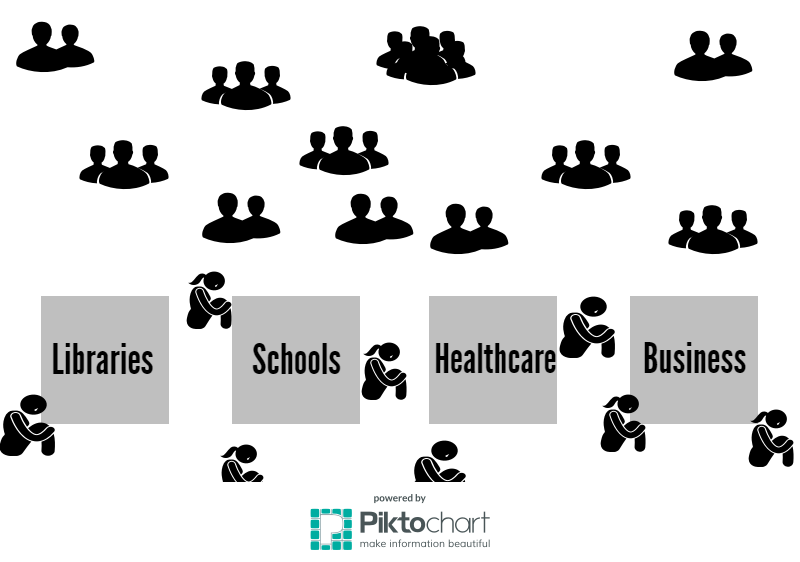 Libraries
Schools
Healthcare
Business
powered by
Piktochart
make information beautiful